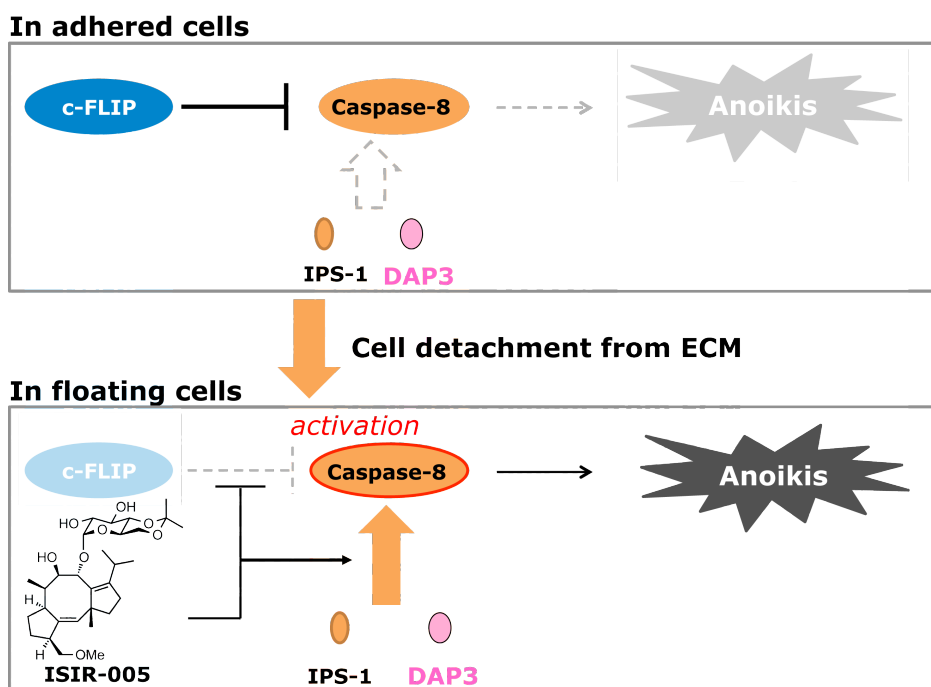 In adhered cells
c-FLIP
Caspase-8
Anoikis
IPS-1
DAP3
Cell detachment from ECM
In floating cells
activation
c-FLIP
Caspase-8
Anoikis
OH
HO
O
O
O
O
HO
H
H
OMe
ISIR-005
IPS-1
DAP3